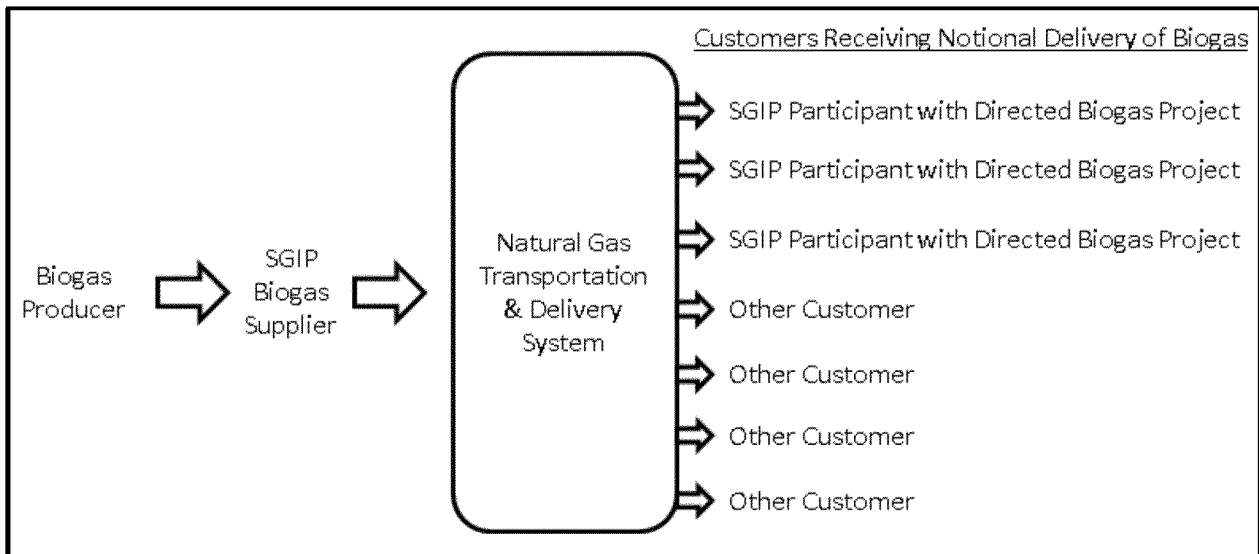 Customers Receiving Notional Delivery of Biogas
Biogas
Producer
SGIP
Biogas
Supplier
Natural Gas
Transportation
& Delivery
System
SGIP Participant with Directed Biogas Project
SGIP Participant with Directed Biogas Project
SGIP Participant with Directed Biogas Project
Other Customer
Other Customer
Other Customer
Other Customer